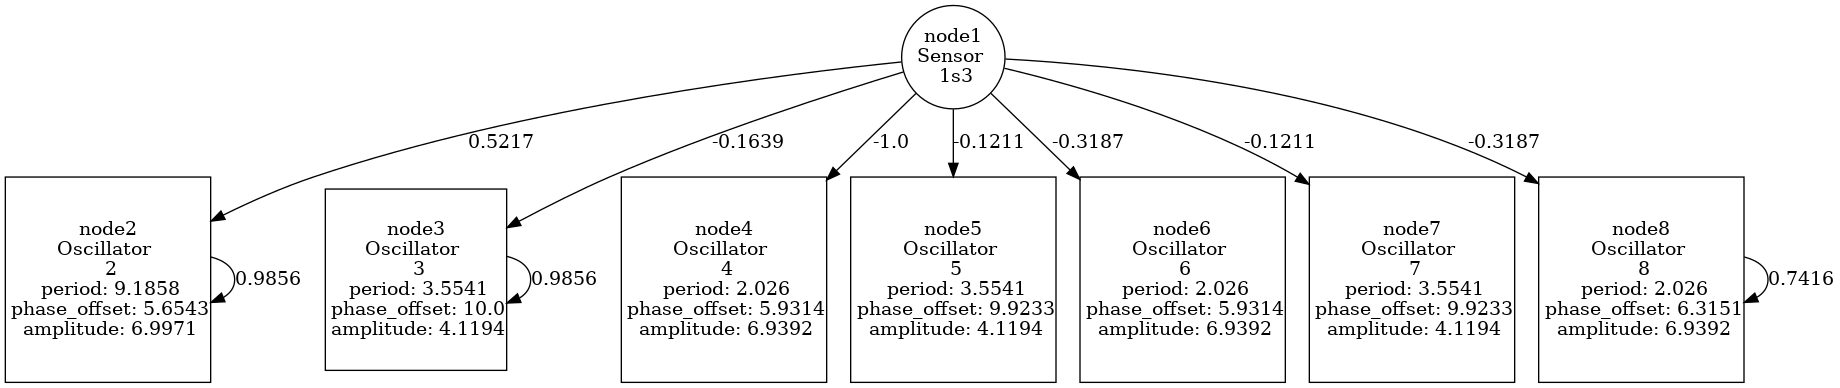 node1
Sensor
1s3
0.5217
-0.1639
-1.0
-0.1211
-0.3187
-0.1211
-0.3187
node2
Oscillator
2
period: 9.1858
phase_offset: 5.6543
amplitude: 6.9971
0.9856
node3
Oscillator
3
period: 3.5541
phase_offset: 10.0
amplitude: 4.1194
0.9856
node4
Oscillator
4
period: 2.026
phase_offset: 5.9314
amplitude: 6.9392
node5
Oscillator
5
period: 3.5541
phase_offset: 9.9233
amplitude: 4.1194
node6
Oscillator
6
period: 2.026
phase_offset: 5.9314
amplitude: 6.9392
node7
Oscillator
7
period: 3.5541
phase_offset: 9.9233
amplitude: 4.1194
node8
Oscillator
8
period: 2.026
phase_offset: 6.3151
amplitude: 6.9392
0.7416